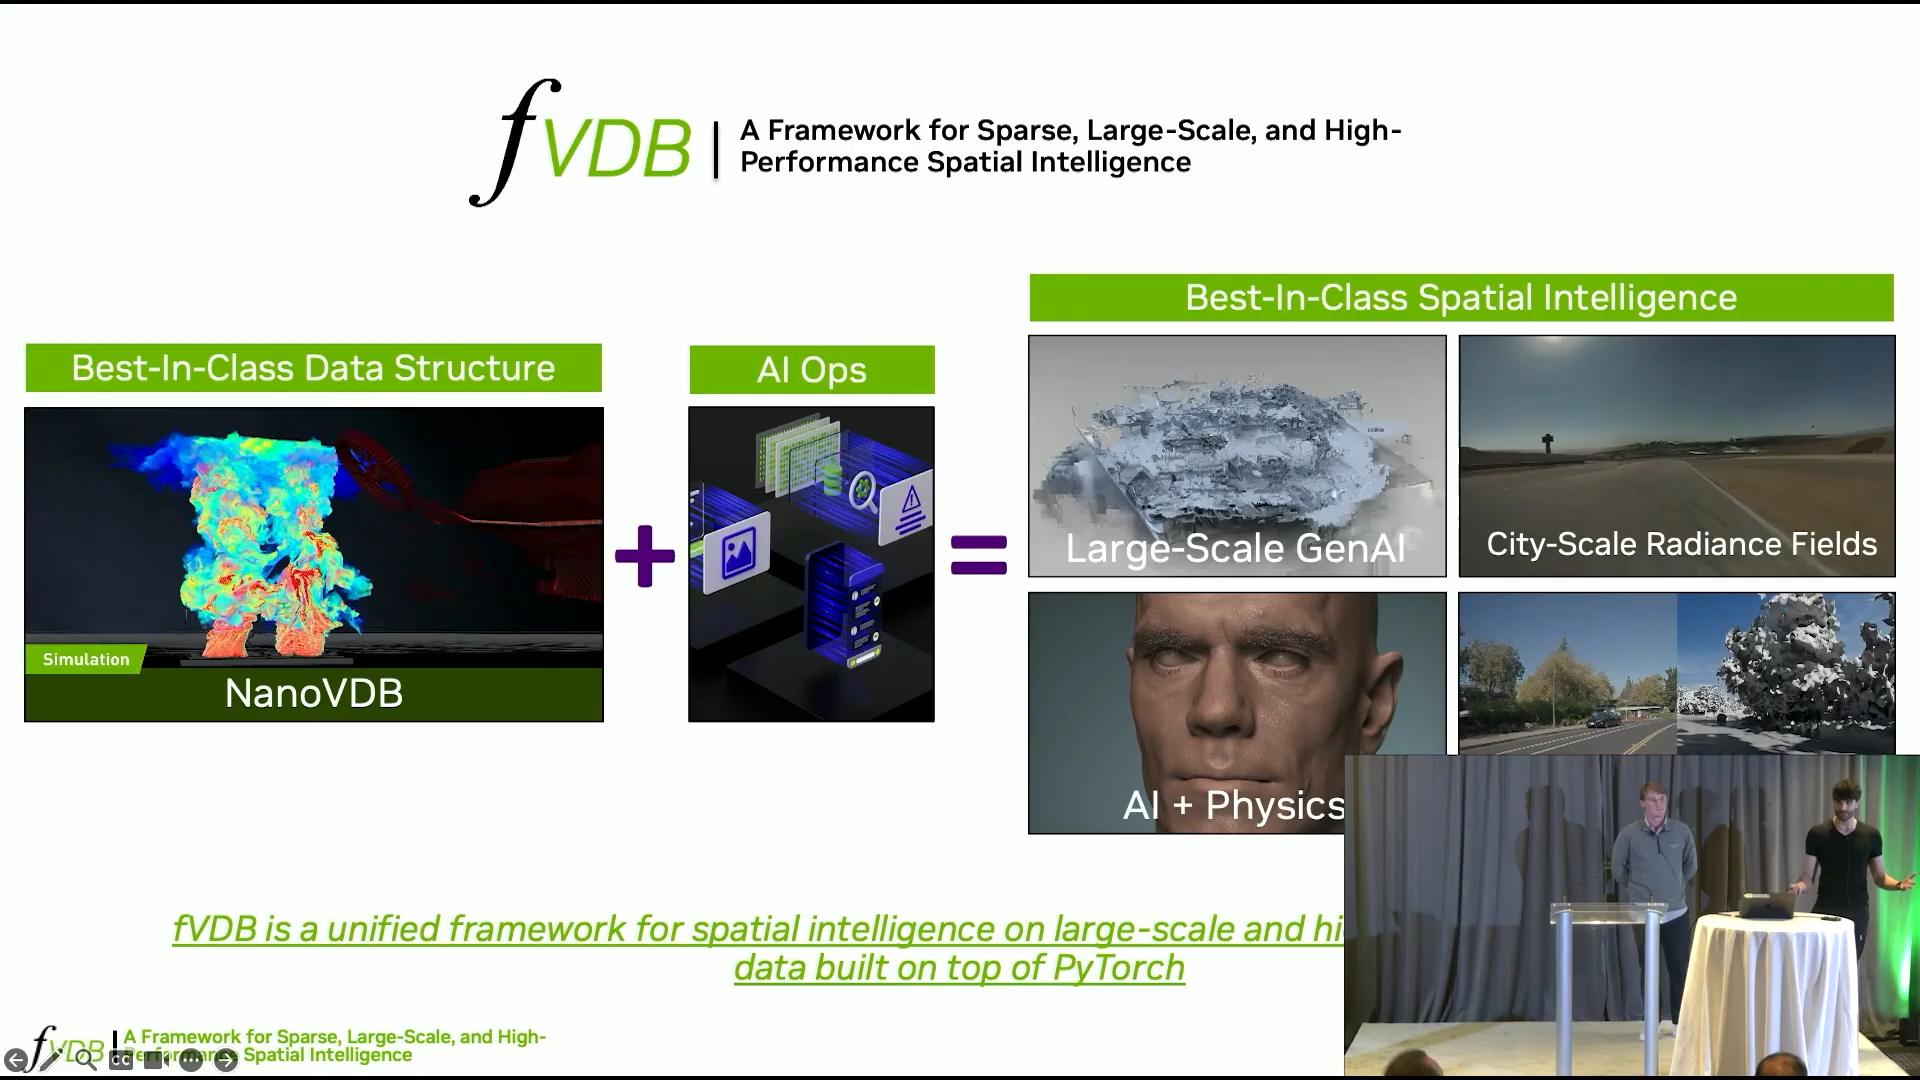 fVDB
A Framework for Sparse, Large-Scale, and High-
Performance Spatial Intelligence
Best-In-Class Spatial Intelligence
Best-In-Class Data Structure
AI Ops
Large-Scale GenAI
City-Scale Radiance Fields
Simulation
NanoVDB
AI + Physics
fVDB is a unified framework for spatial intelligence on large-scale and
data built on top of PyTorch
fVDB
A Framework for Sparse, Large-Scale, and High-
Performance Spatial Intelligence
CC